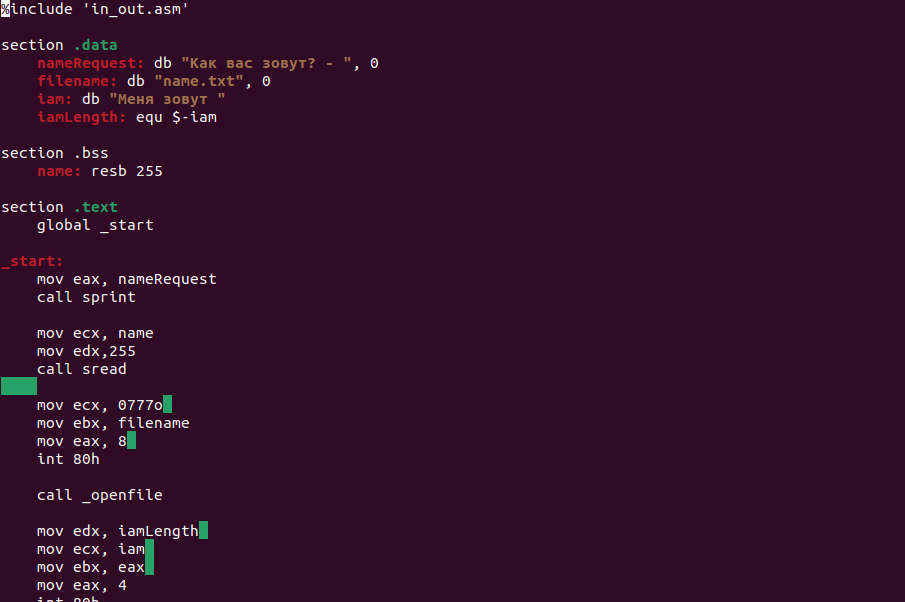 %include 'in_out.asm'
section .data
nameRequest: db "Как вас зовут? - ", 0
filename: db "name.txt", 0
iam: db "Меня зовут "
iamLength: equ $-iam
section .bss
name: resb 255
section .text
global _start
_start:
mov eax, nameRequest
call sprint
mov ecx, name
mov edx,255
call sread
mov ecx, 0777o
mov ebx, filename
mov eax, 8
int 80h
call _openfile
mov edx, iamLength
mov ecx, iam
mov ebx, eax
mov eax, 4
int 80h